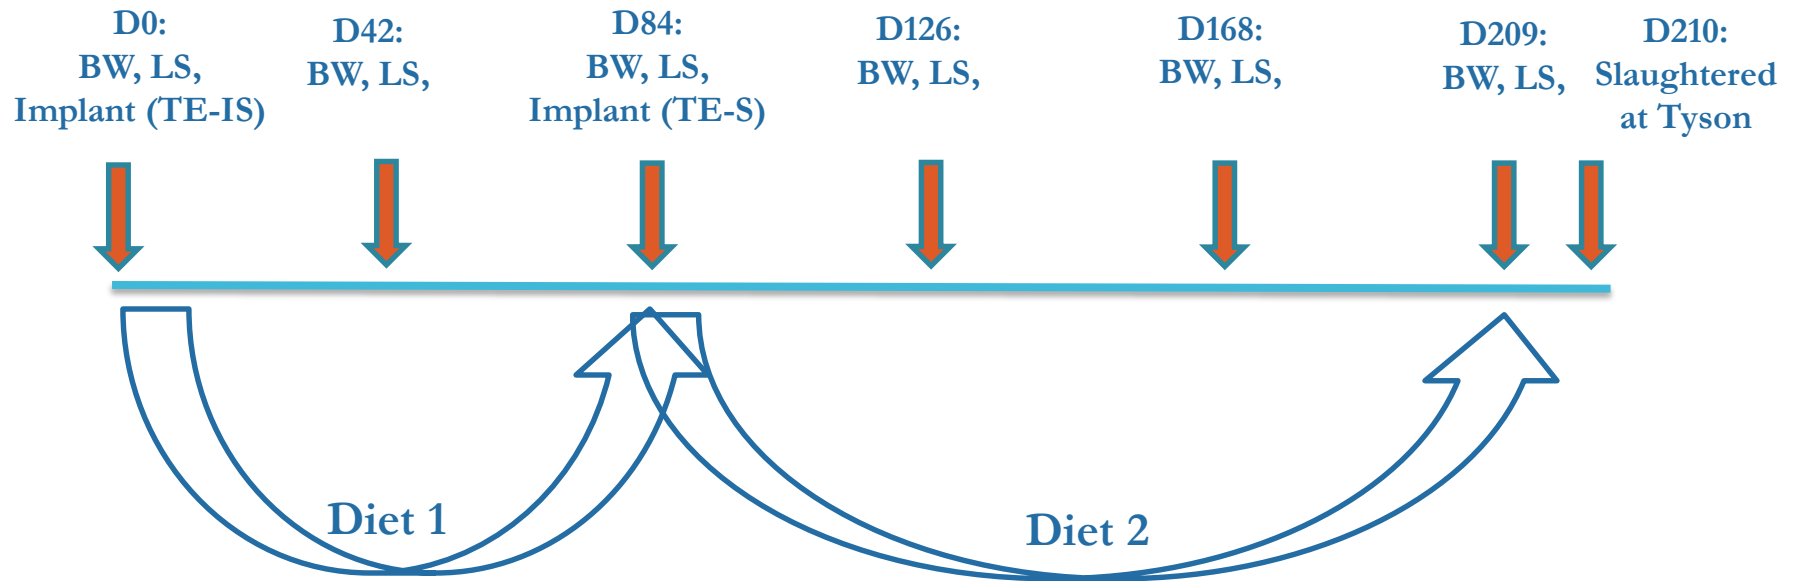 D0:
BW, LS,
Implant (TE-IS)
D42:
BW, LS,
D84:
BW, LS,
Implant (TE-S)
D126:
BW, LS,
D168:
BW, LS,
D209:
BW, LS,
D210:
Slaughtered
at Tyson
Diet 1
Diet 2